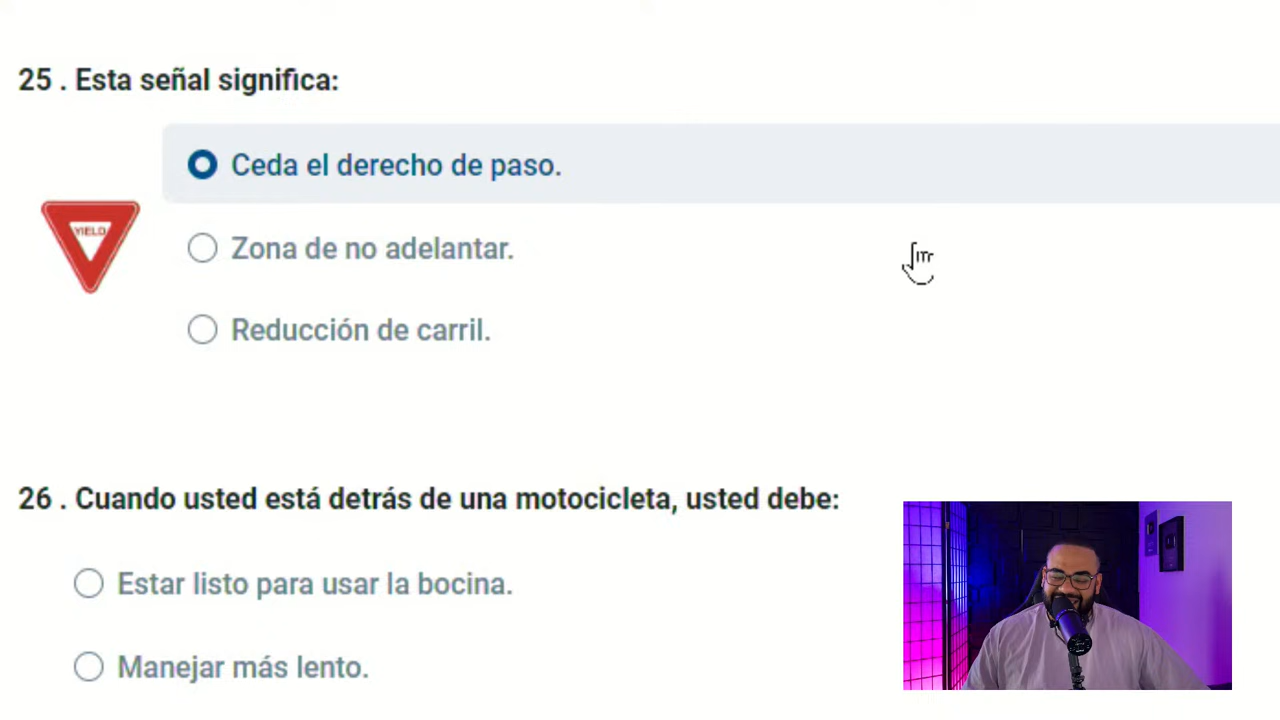 25 . Esta señal significa:
Ceda el derecho de paso.
YIELD
Zona de no adelantar.
Reducción de carril.
26 . Cuando usted está detrás de una motocicleta, usted debe:
Estar listo para usar la bocina.
Manejar más lento.